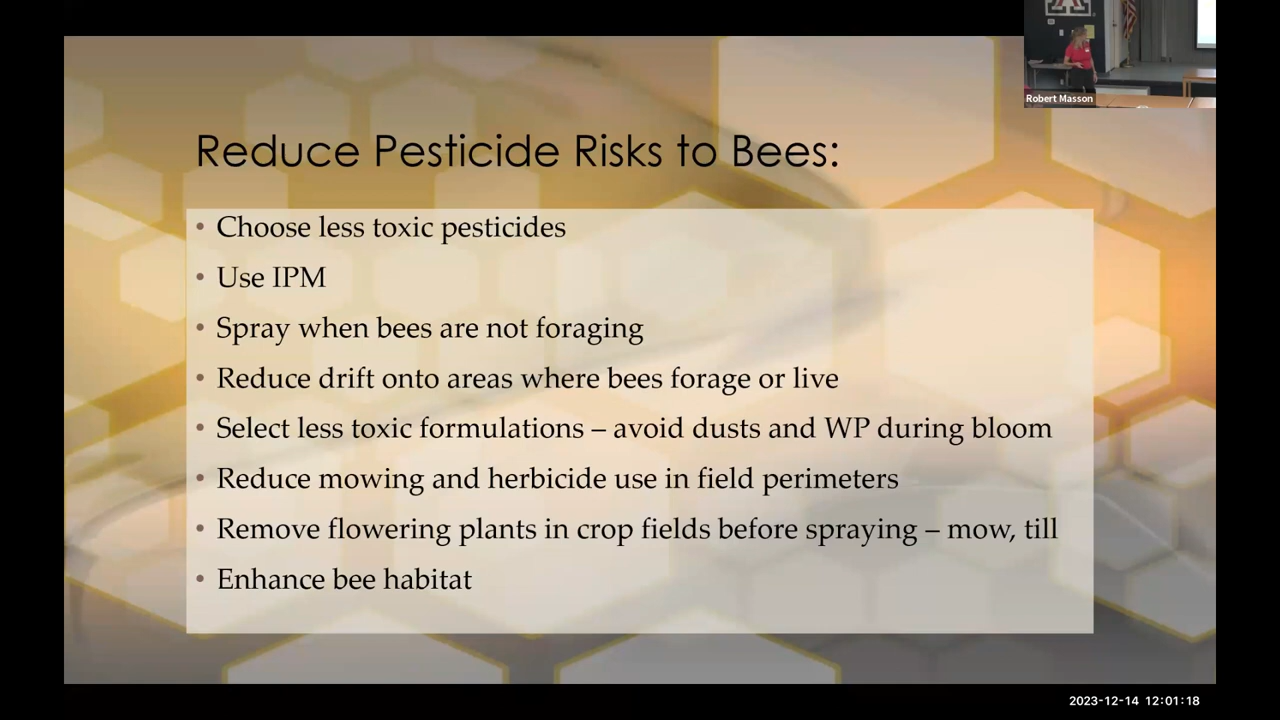 Robert Masson
Reduce Pesticide Risks to Bees:
• Choose less toxic pesticides
• Use IPM
• Spray when bees are not foraging
• Reduce drift onto areas where bees forage or live
• Select less toxic formulations – avoid dusts and WP during bloom
• Reduce mowing and herbicide use in field perimeters
• Remove flowering plants in crop fields before spraying – mow, till
• Enhance bee habitat
2023-12-14 12:01:18